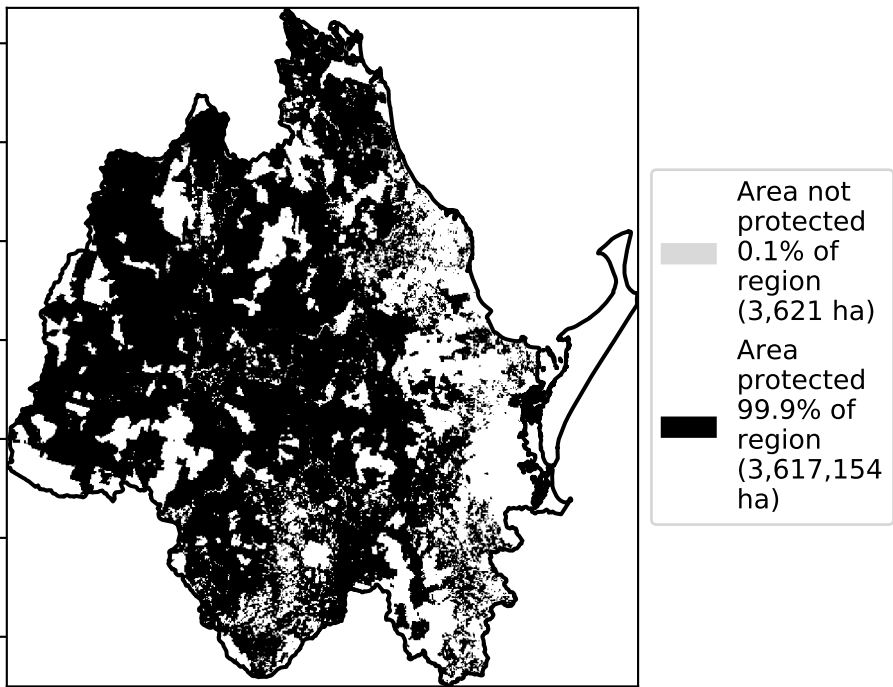 Area not
protected
0.1% of
region
(3,621 ha)
Area
protected
99.9% of
region
(3,617,154
ha)